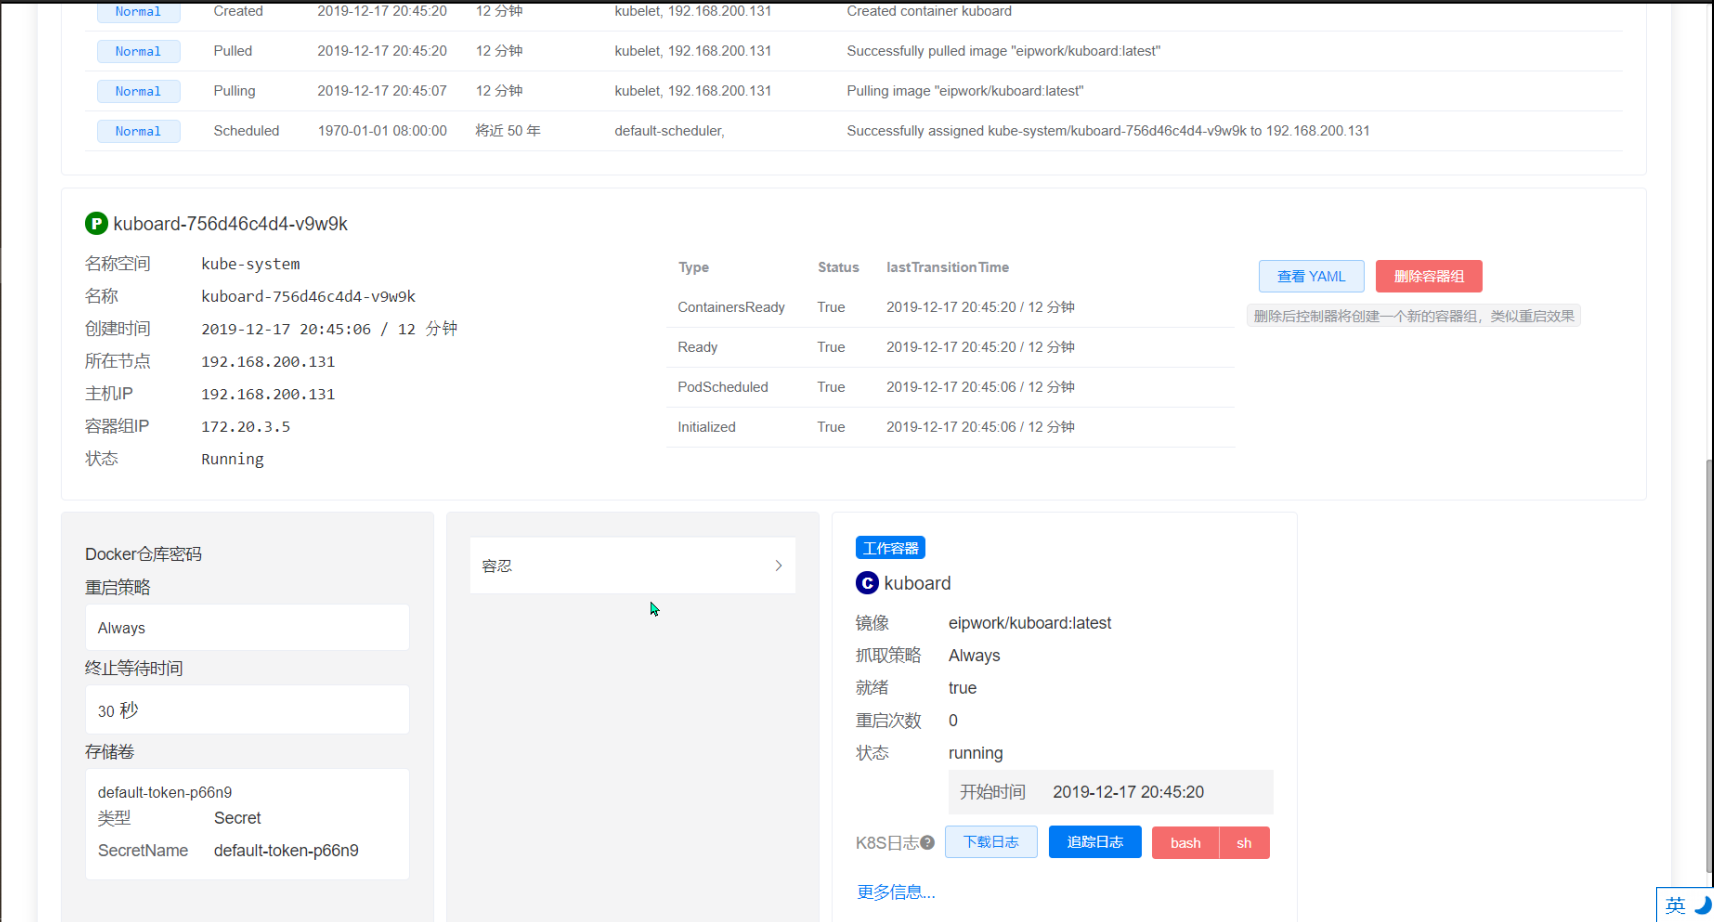 Normal Created 2019-12-17 20:45:20 12 分钟 kubelet, 192.168.200.131 Created container kuboard
Normal Pulled 2019-12-17 20:45:20 12 分钟 kubelet, 192.168.200.131 Successfully pulled image "eipwork/kuboard:latest"
Normal Pulling 2019-12-17 20:45:07 12 分钟 kubelet, 192.168.200.131 Pulling image "eipwork/kuboard:latest"
Normal Scheduled 1970-01-01 08:00:00 将近 50 年 default-scheduler, Successfully assigned kube-system/kuboard-756d46c4d4-v9w9k to 192.168.200.131
P kuboard-756d46c4d4-v9w9k
名称空间 kube-system
名称 kuboard-756d46c4d4-v9w9k
创建时间 2019-12-17 20:45:06 / 12 分钟
所在节点 192.168.200.131
主机IP 192.168.200.131
容器组IP 172.20.3.5
状态 Running
Type Status lastTransitionTime
ContainersReady True 2019-12-17 20:45:20 / 12 分钟
Ready True 2019-12-17 20:45:20 / 12 分钟
PodScheduled True 2019-12-17 20:45:06 / 12 分钟
Initialized True 2019-12-17 20:45:06 / 12 分钟
查看 YAML 删除容器组
删除后控制器将创建一个新的容器组，类似重启效果
Docker仓库密码
重启策略
Always
终止等待时间
30 秒
存储卷
default-token-p66n9
类型 Secret
SecretName default-token-p66n9
容忍
工作容器
C kuboard
镜像 eipwork/kuboard:latest
抓取策略 Always
就绪 true
重启次数 0
状态 running
开始时间 2019-12-17 20:45:20
K8S日志 ? 下载日志 追踪日志 bash sh
更多信息...
英